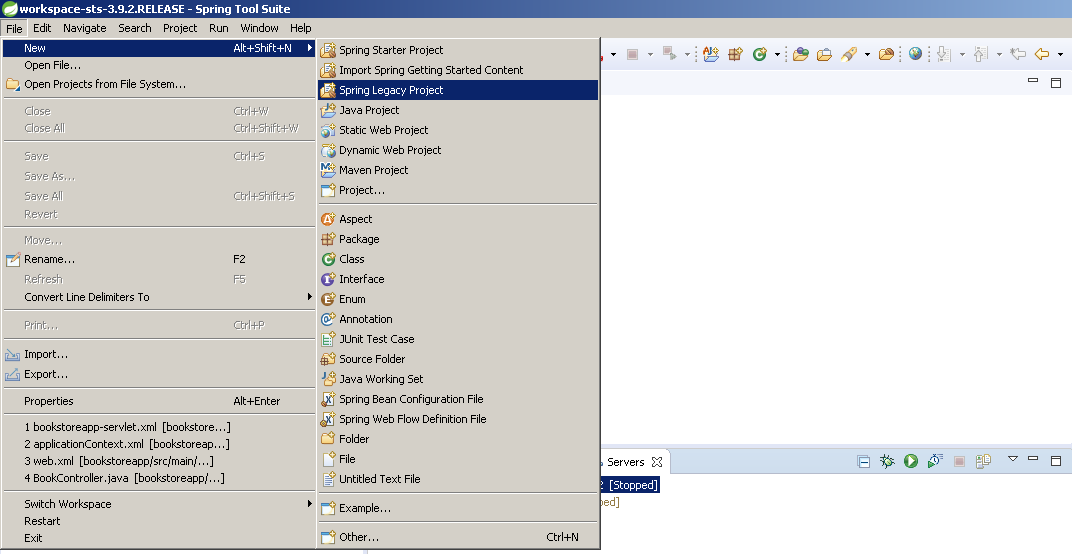 workspace-sts-3.9.2.RELEASE - Spring Tool Suite
File Edit Navigate Search Project Run Window Help
New Alt+Shift+N
Open File...
Open Projects from File System...
Close Ctrl+W
Close All Ctrl+Shift+W
Save Ctrl+S
Save As...
Save All Ctrl+Shift+S
Revert
Move...
Rename... F2
Refresh F5
Convert Line Delimiters To
Print... Ctrl+P
Import...
Export...
Properties Alt+Enter
1 bookstoreapp-servlet.xml [bookstore...]
2 applicationContext.xml [bookstoreap...]
3 web.xml [bookstoreapp/src/main/...]
4 BookController.java [bookstoreapp/...]
Switch Workspace
Restart
Exit
Spring Starter Project
Import Spring Getting Started Content
Spring Legacy Project
Java Project
Static Web Project
Dynamic Web Project
Maven Project
Project...
Aspect
Package
Class
Interface
Enum
Annotation
JUnit Test Case
Source Folder
Java Working Set
Spring Bean Configuration File
Spring Web Flow Definition File
Folder
File
Untitled Text File
Example...
Other... Ctrl+N
Servers
2 [Stopped]